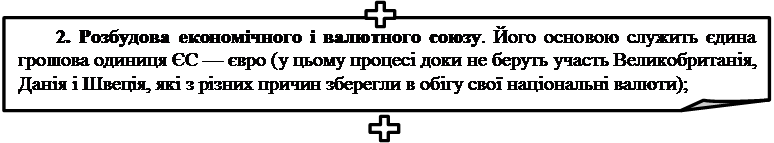 2. Розбудова економічного і валютного союзу. Його основою служить єдина
грошова одиниця ЄС — євро (у цьому процесі доки не беруть участь Великобританія,
Данія і Швеція, які з різних причин зберегли в обігу свої національні валюти);